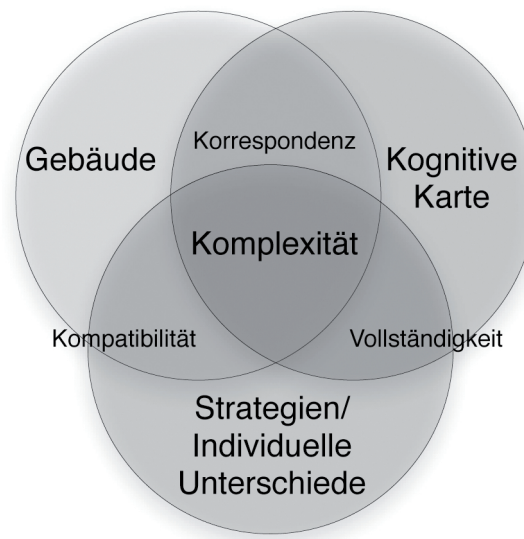 Korrespondenz
Gebäude
Kognitive
Karte
Komplexität
Kompatibilität
Vollständigkeit
Strategien/
Individuelle
Unterschiede